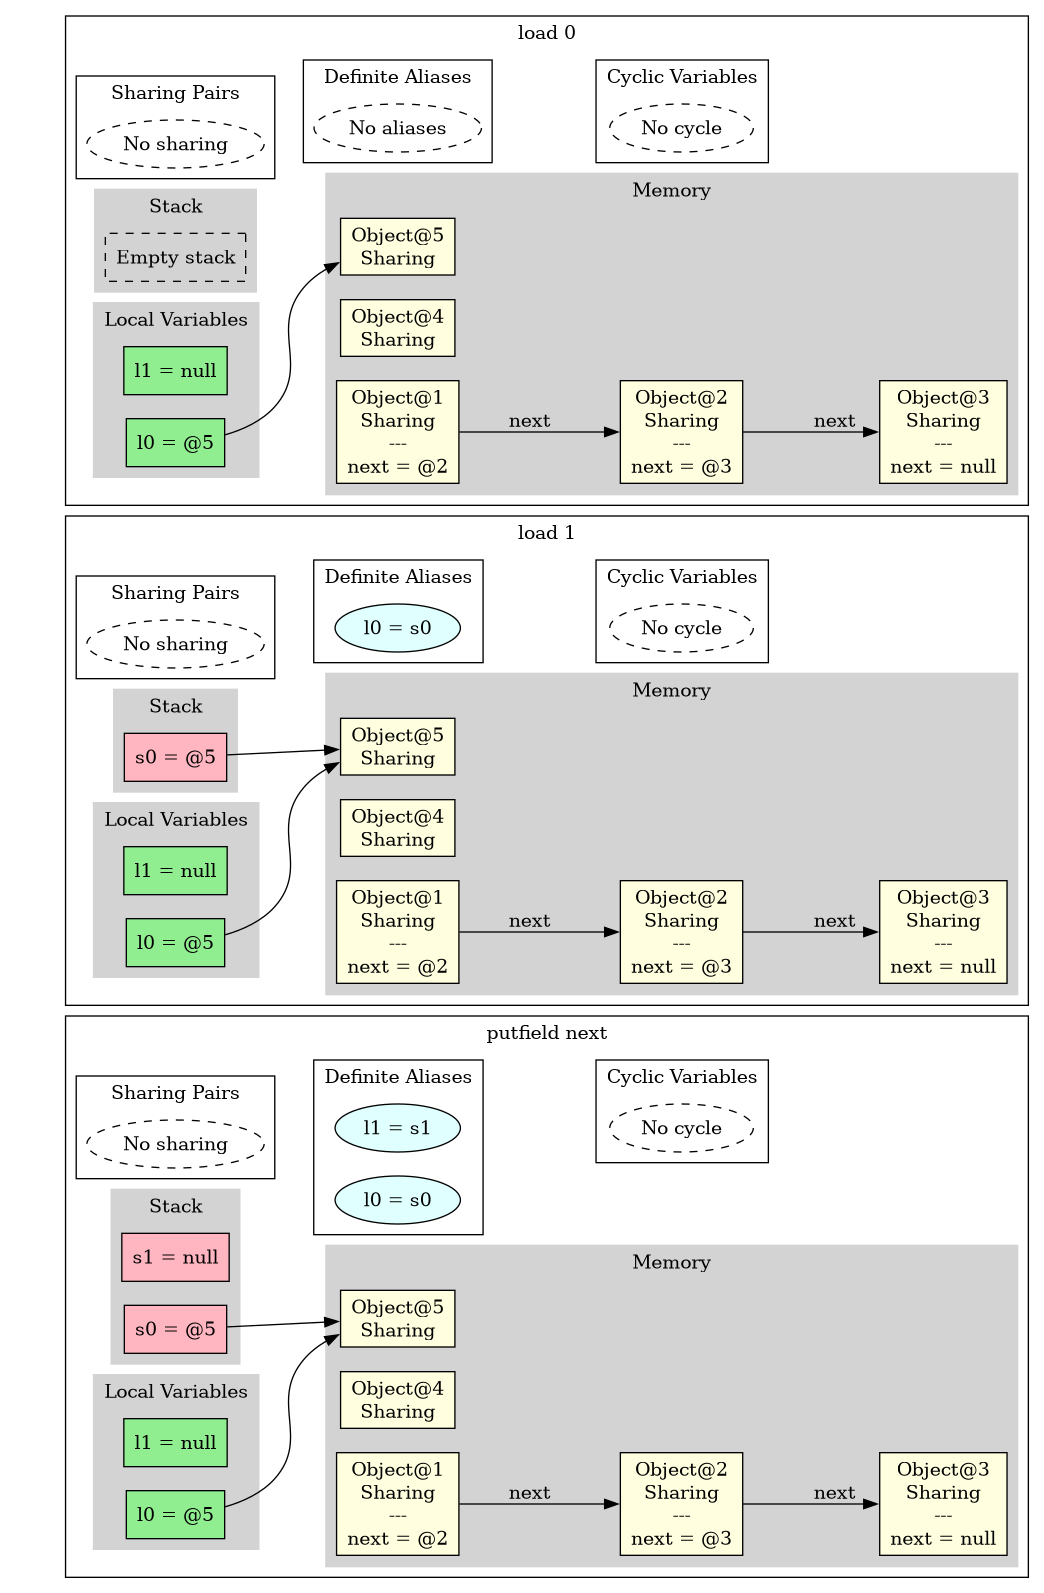 load 0
Sharing Pairs
No sharing
Definite Aliases
No aliases
Cyclic Variables
No cycle
Stack
Empty stack
Local Variables
l1 = null
l0 = @5
Memory
Object@5
Sharing
Object@4
Sharing
Object@1
Sharing
---
next = @2
next
Object@2
Sharing
---
next = @3
next
Object@3
Sharing
---
next = null
load 1
Sharing Pairs
No sharing
Definite Aliases
l0 = s0
Cyclic Variables
No cycle
Stack
s0 = @5
Local Variables
l1 = null
l0 = @5
Memory
Object@5
Sharing
Object@4
Sharing
Object@1
Sharing
---
next = @2
next
Object@2
Sharing
---
next = @3
next
Object@3
Sharing
---
next = null
putfield next
Sharing Pairs
No sharing
Definite Aliases
l1 = s1
l0 = s0
Cyclic Variables
No cycle
Stack
s1 = null
s0 = @5
Local Variables
l1 = null
l0 = @5
Memory
Object@5
Sharing
Object@4
Sharing
Object@1
Sharing
---
next = @2
next
Object@2
Sharing
---
next = @3
next
Object@3
Sharing
---
next = null